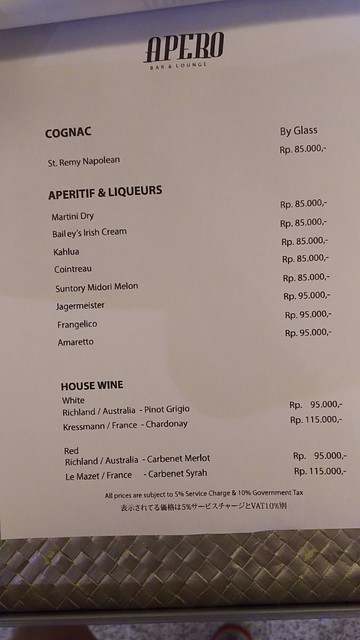 APERO
BAR & LOUNGE
COGNAC By Glass
St. Remy Napolean Rp. 85.000,-
APERITIF & LIQUEURS
Martini Dry Rp. 85.000,-
Bailey's Irish Cream Rp. 85.000,-
Kahlua Rp. 85.000,-
Cointreau Rp. 85.000,-
Suntory Midori Melon Rp. 85.000,-
Jagermeister Rp. 95.000,-
Frangelico Rp. 95.000,-
Amaretto Rp. 95.000,-
HOUSE WINE
White
Richland / Australia - Pinot Grigio Rp. 95.000,-
Kressmann / France - Chardonay Rp. 115.000,-
Red
Richland / Australia - Carbenet Merlot Rp. 95.000,-
Le Mazet / France - Carbenet Syrah Rp. 115.000,-
All prices are subject to 5% Service Charge & 10% Government Tax
表示されてる価格は5%サービスチャージとVAT10%別